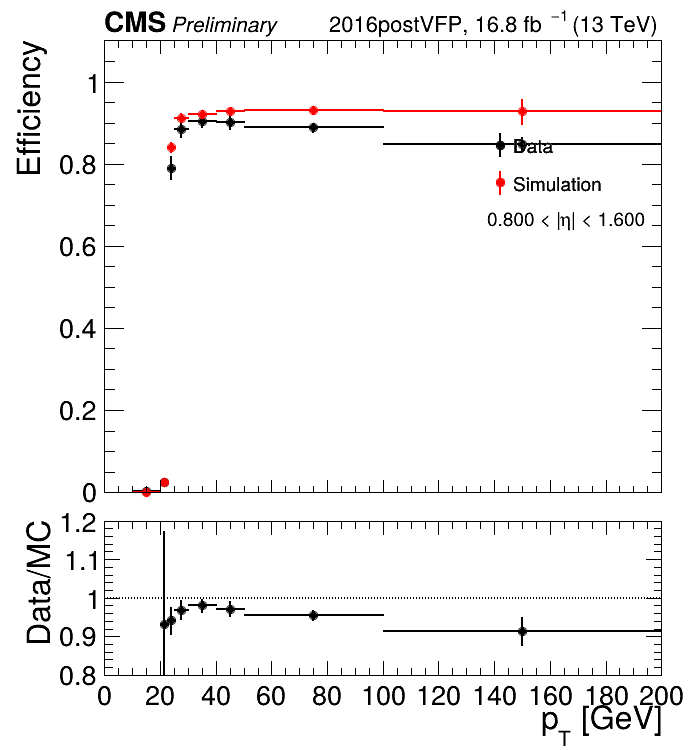 CMS Preliminary 2016postVFP, 16.8 fb⁻¹ (13 TeV)
Efficiency
1
0.8
0.6
0.4
0.2
0
Data
Simulation
0.800 < |η| < 1.600
Data/MC
1.2
1.1
1
0.9
0.8
0 20 40 60 80 100 120 140 160 180 200
p_T [GeV]